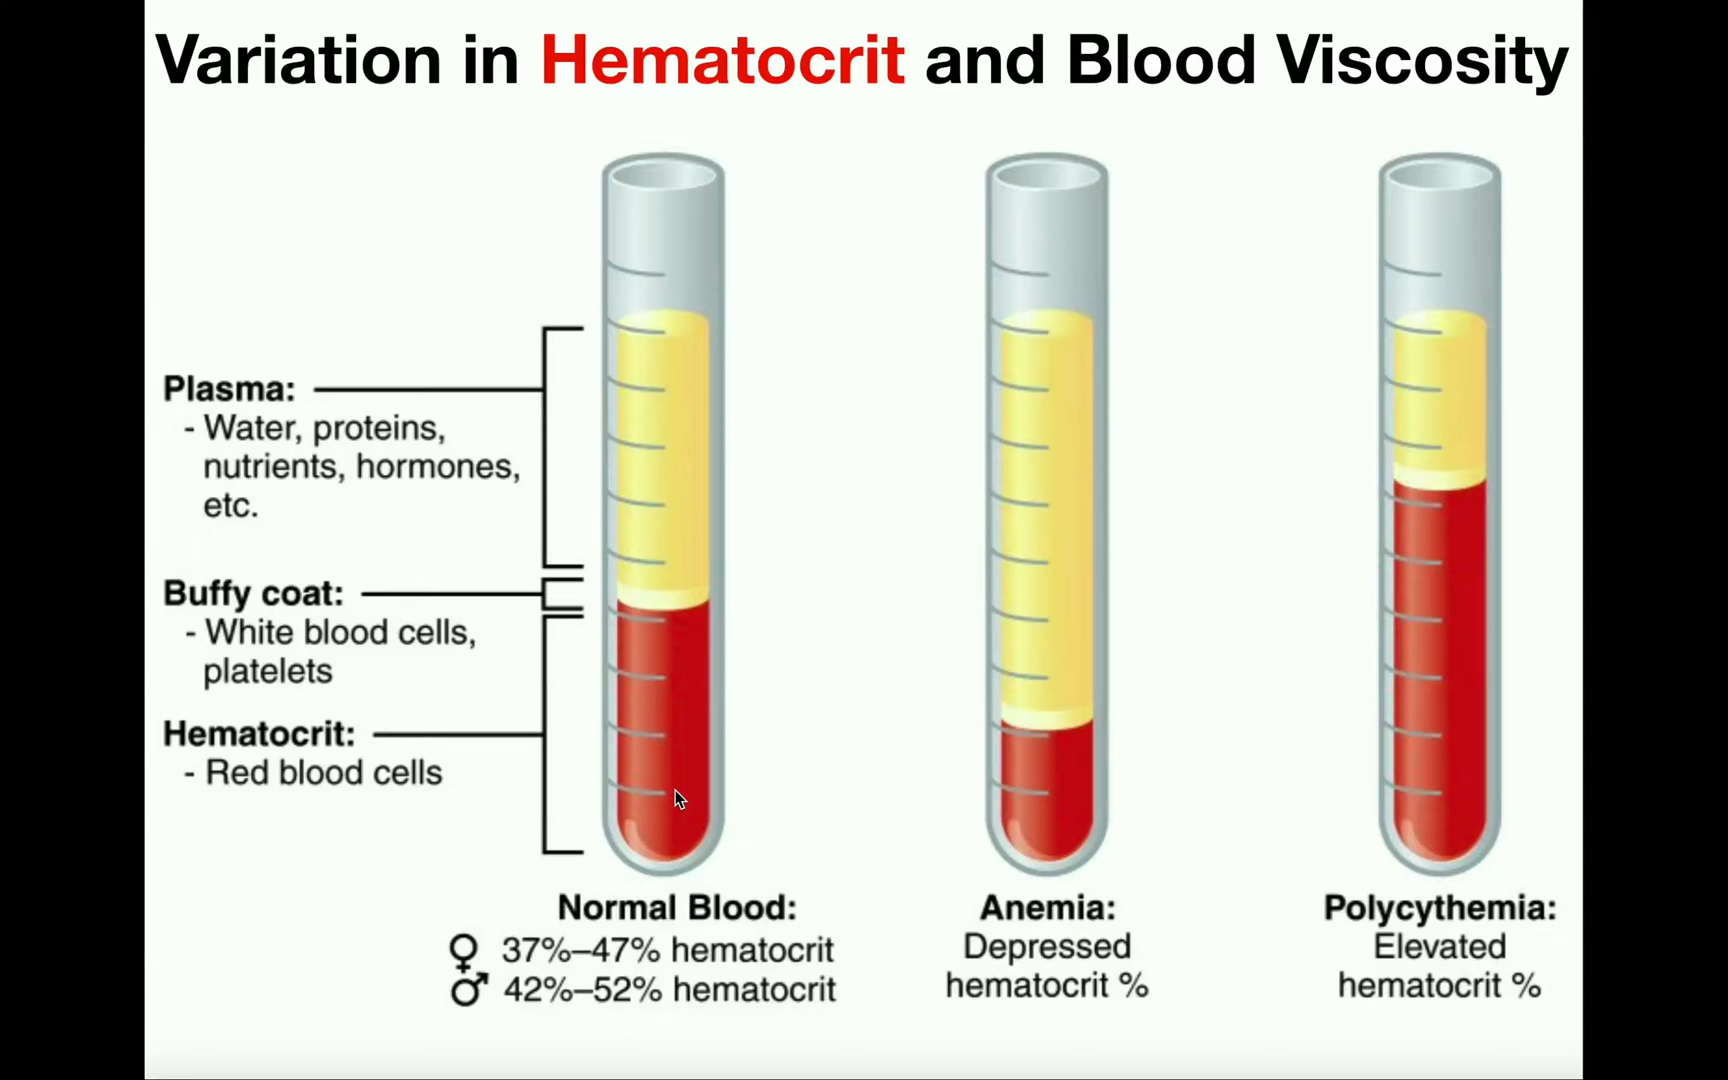 Variation in Hematocrit and Blood Viscosity
Plasma:
- Water, proteins,
nutrients, hormones,
etc.
Buffy coat:
- White blood cells,
platelets
Hematocrit:
- Red blood cells
Normal Blood:
♀ 37%–47% hematocrit
♂ 42%–52% hematocrit
Anemia:
Depressed
hematocrit %
Polycythemia:
Elevated
hematocrit %